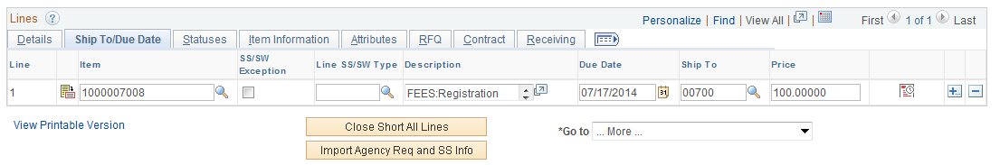 Lines ?
Personalize | Find | View All | First 1 of 1 Last
Details Ship To/Due Date Statuses Item Information Attributes RFQ Contract Receiving
Line Item SS/SW Exception Line SS/SW Type Description Due Date Ship To Price
1 1000007008 FEES:Registration 07/17/2014 31 00700 100.00000
View Printable Version Close Short All Lines *Go to ... More ...
Import Agency Req and SS Info